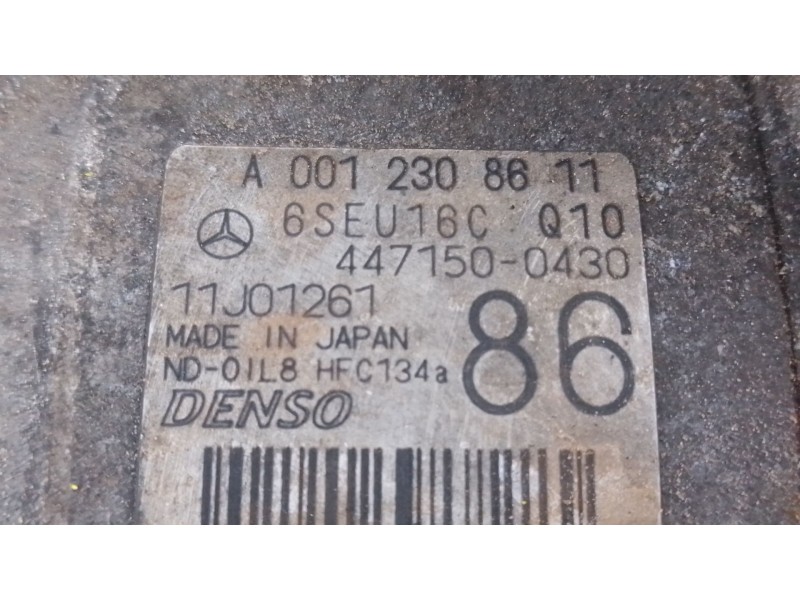 A 001 230 86 11
6SEU16C Q10
447150-0430
11J01261
86
MADE IN JAPAN
ND-OIL8 HFC134a
DENSO